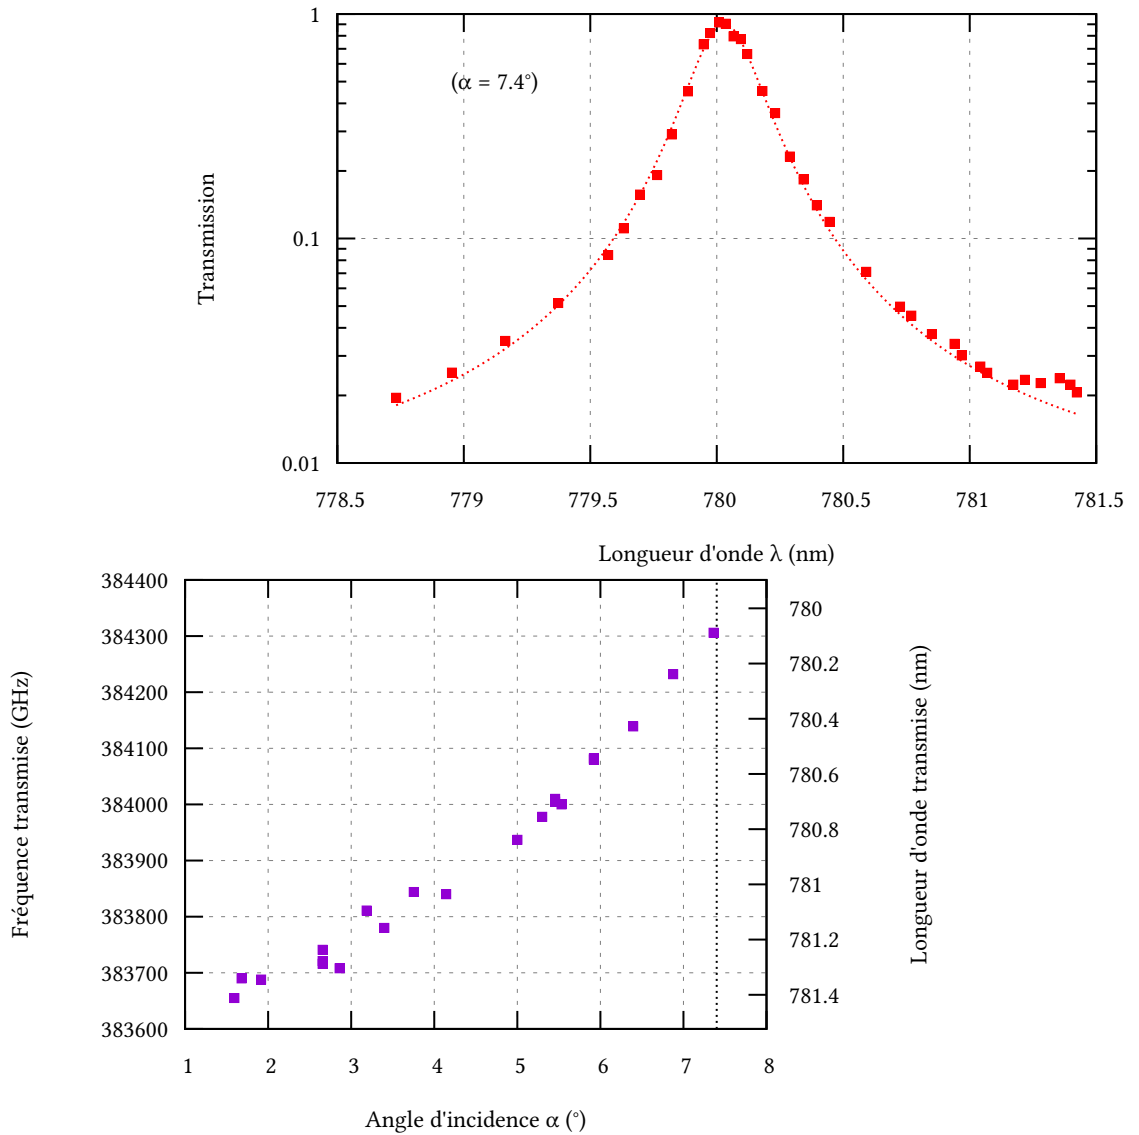 1
(α = 7.4°)
Transmission
0.1
0.01
778.5 779 779.5 780 780.5 781 781.5
Longueur d'onde λ (nm)
384400
384300
384200
384100
384000
383900
383800
383700
383600
Fréquence transmise (GHz)
780
780.2
780.4
780.6
780.8
781
781.2
781.4
Longueur d'onde transmise (nm)
1 2 3 4 5 6 7 8
Angle d'incidence α (°)